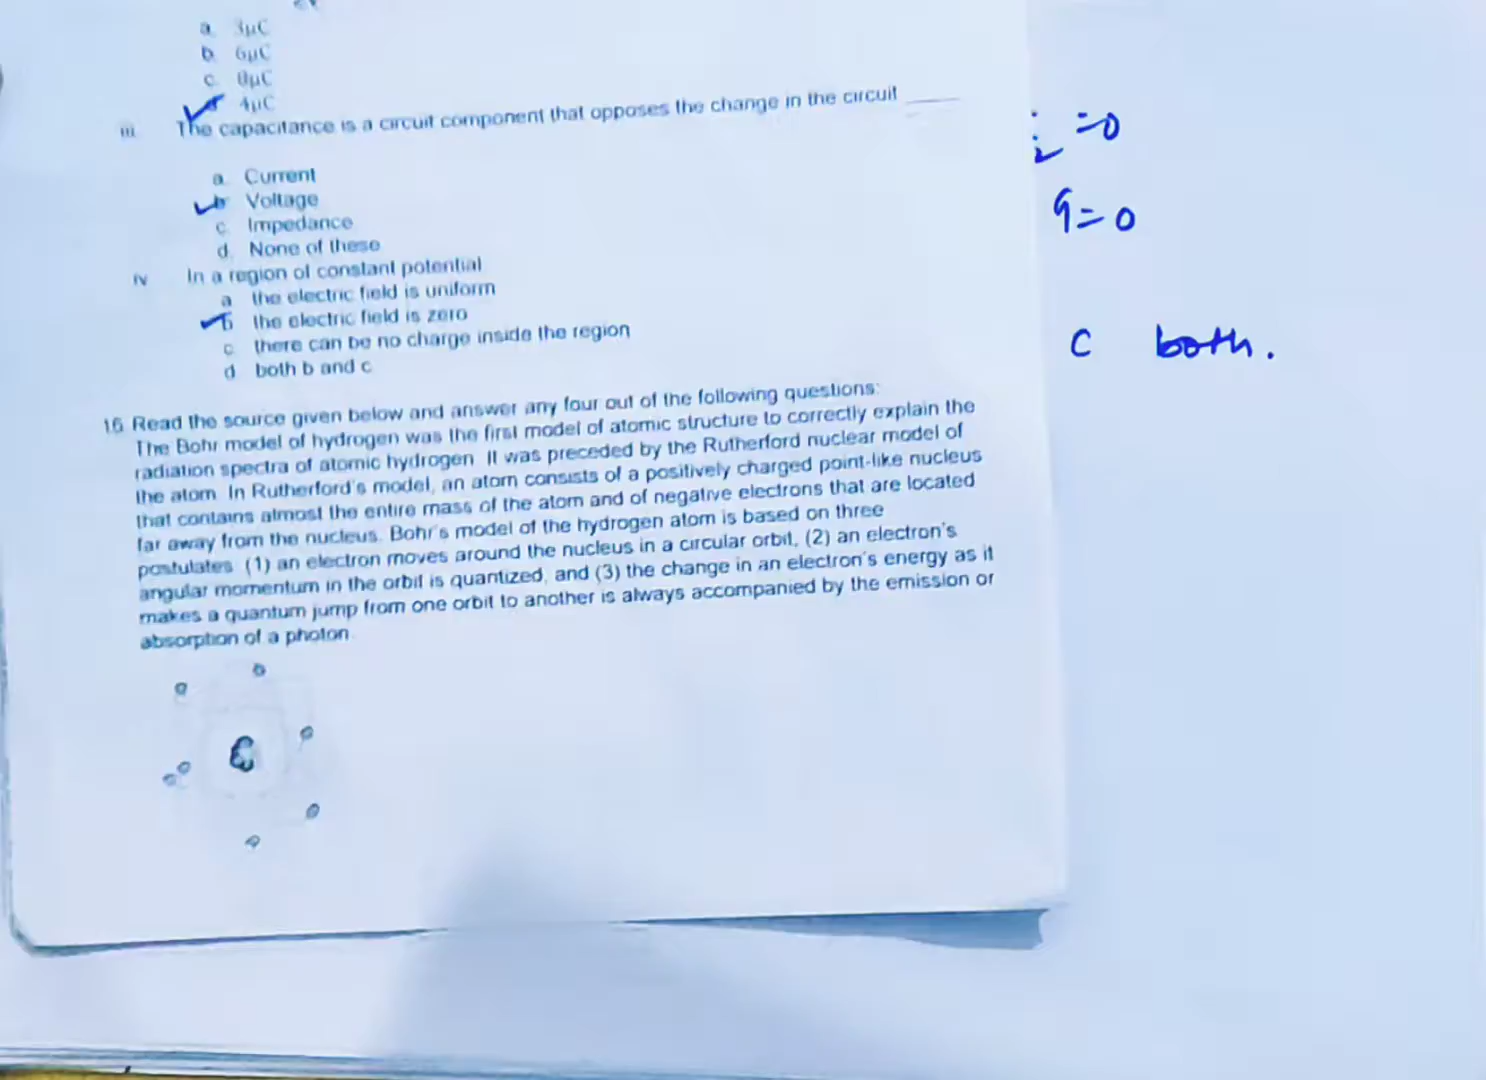 a. 3µC
b. 6µC
c. 8µC
4µC
iii. The capacitance is a circuit component that opposes the change in the circuit ______
a. Current
b. Voltage
c. Impedance
d. None of these
iv In a region of constant potential
a the electric field is uniform
b the electric field is zero
c. there can be no charge inside the region
d. both b and c
16. Read the source given below and answer any four out of the following questions:
The Bohr model of hydrogen was the first model of atomic structure to correctly explain the
radiation spectra of atomic hydrogen. It was preceded by the Rutherford nuclear model of
the atom. In Rutherford's model, an atom consists of a positively charged point-like nucleus
that contains almost the entire mass of the atom and of negative electrons that are located
far away from the nucleus. Bohr's model of the hydrogen atom is based on three
postulates: (1) an electron moves around the nucleus in a circular orbit, (2) an electron's
angular momentum in the orbit is quantized, and (3) the change in an electron's energy as it
makes a quantum jump from one orbit to another is always accompanied by the emission or
absorption of a photon.
=0
q=0
c both.